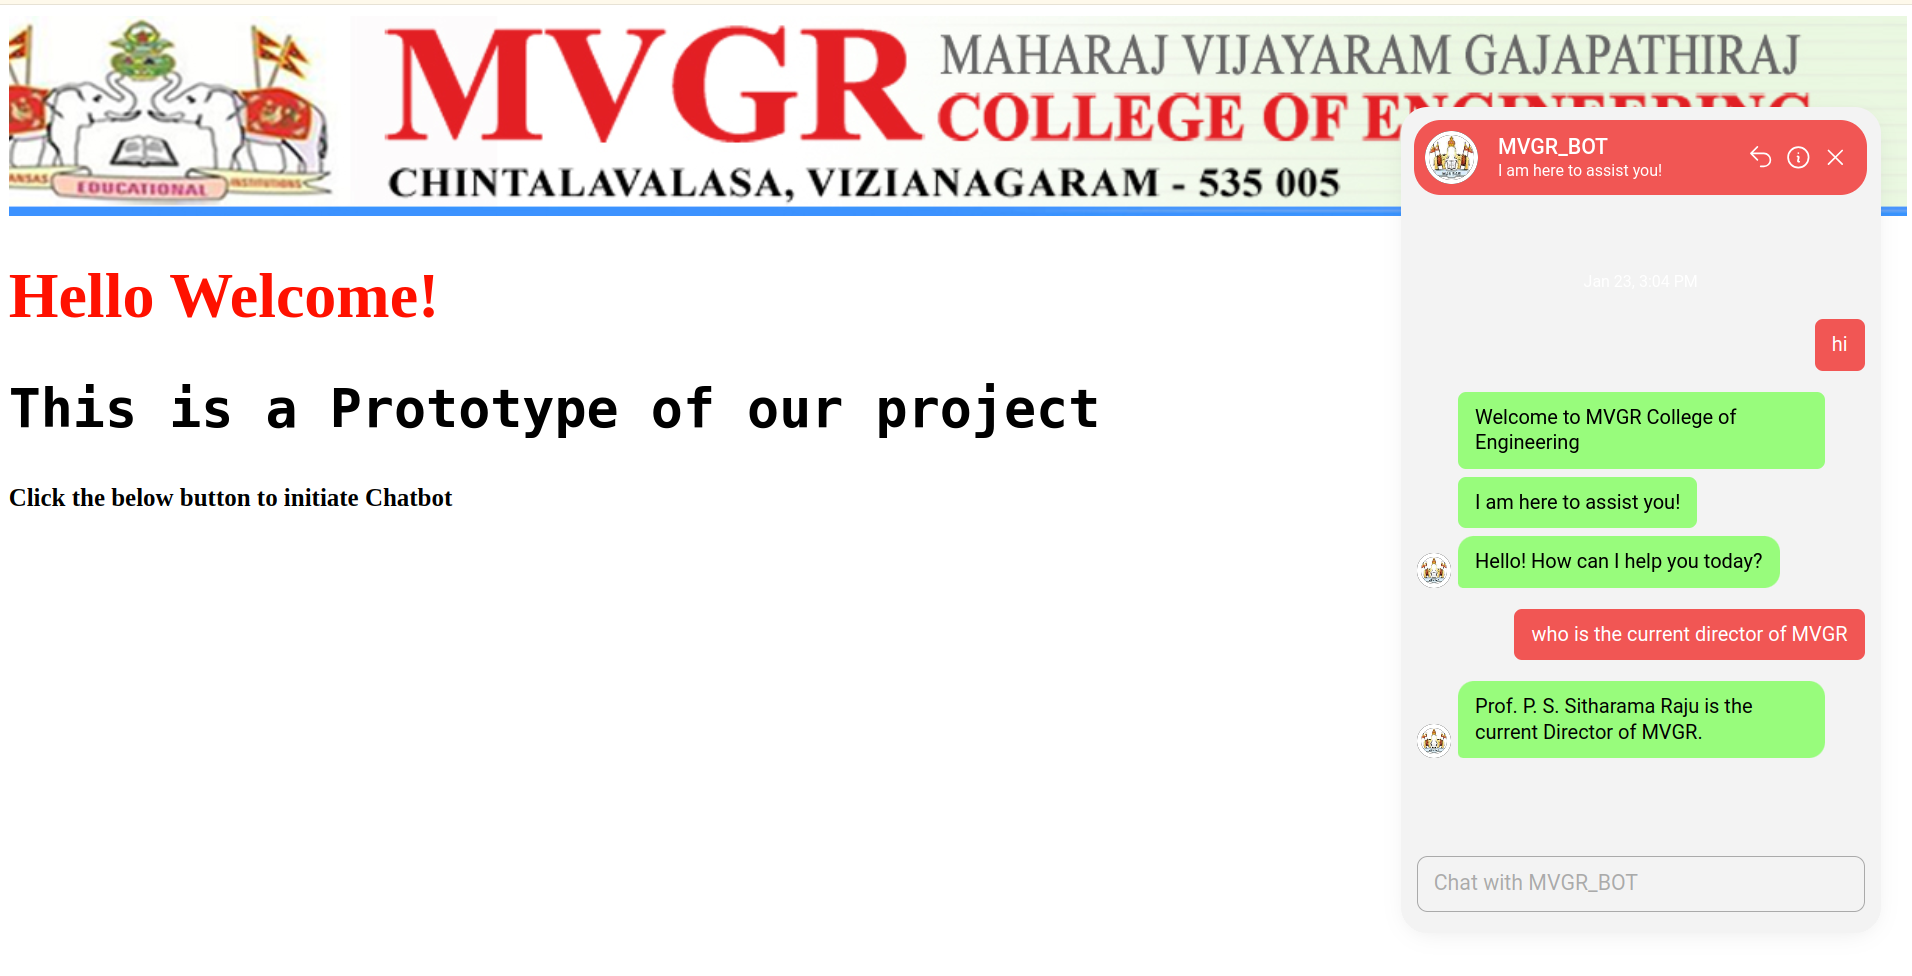 MVGR
MAHARAJ VIJAYARAM GAJAPATHIRAJ
COLLEGE OF ENGINEERING
CHINTALAVALASA, VIZIANAGARAM - 535 005
ANSAS
EDUCATIONAL
INSTITUTIONS
Hello Welcome!
This is a Prototype of our project
Click the below button to initiate Chatbot
MVGR_BOT
I am here to assist you!
Jan 23, 3:04 PM
hi
Welcome to MVGR College of
Engineering
I am here to assist you!
Hello! How can I help you today?
who is the current director of MVGR
Prof. P. S. Sitharama Raju is the
current Director of MVGR.
Chat with MVGR_BOT